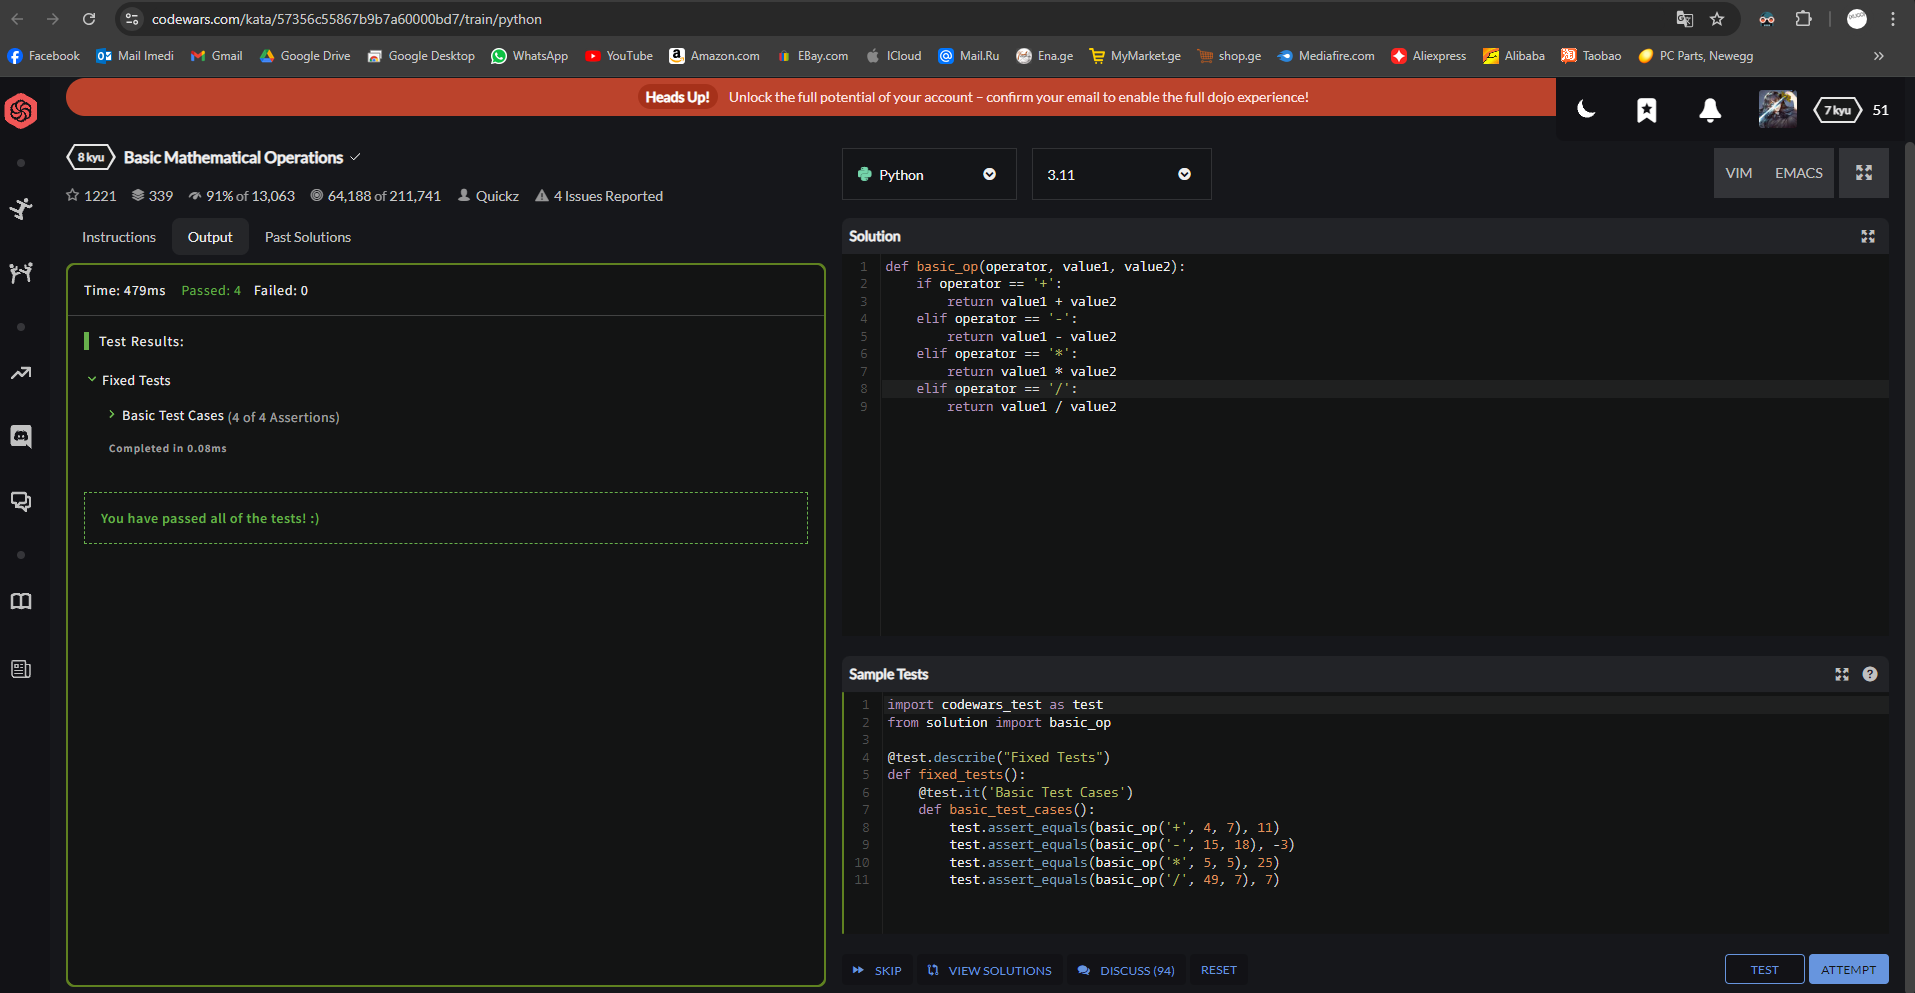 codewars.com/kata/57356c55867b9b7a60000bd7/train/python
Facebook Mail Imedi Gmail Google Drive Google Desktop WhatsApp YouTube Amazon.com EBay.com ICloud Mail.Ru Ena.ge MyMarket.ge shop.ge Mediafire.com Aliexpress Alibaba Taobao PC Parts, Newegg »
Heads Up! Unlock the full potential of your account – confirm your email to enable the full dojo experience!
7 kyu 51
8 kyu Basic Mathematical Operations
1221 339 91% of 13,063 64,188 of 211,741 Quickz 4 Issues Reported
Instructions Output Past Solutions
Time: 479ms Passed: 4 Failed: 0
Test Results:
Fixed Tests
Basic Test Cases (4 of 4 Assertions)
Completed in 0.08ms
You have passed all of the tests! :)
Python 3.11 VIM EMACS
Solution
1 def basic_op(operator, value1, value2):
2 if operator == '+':
3 return value1 + value2
4 elif operator == '-':
5 return value1 - value2
6 elif operator == '*':
7 return value1 * value2
8 elif operator == '/':
9 return value1 / value2
Sample Tests
1 import codewars_test as test
2 from solution import basic_op
3
4 @test.describe("Fixed Tests")
5 def fixed_tests():
6 @test.it('Basic Test Cases')
7 def basic_test_cases():
8 test.assert_equals(basic_op('+', 4, 7), 11)
9 test.assert_equals(basic_op('-', 15, 18), -3)
10 test.assert_equals(basic_op('*', 5, 5), 25)
11 test.assert_equals(basic_op('/', 49, 7), 7)
SKIP VIEW SOLUTIONS DISCUSS (94) RESET TEST ATTEMPT